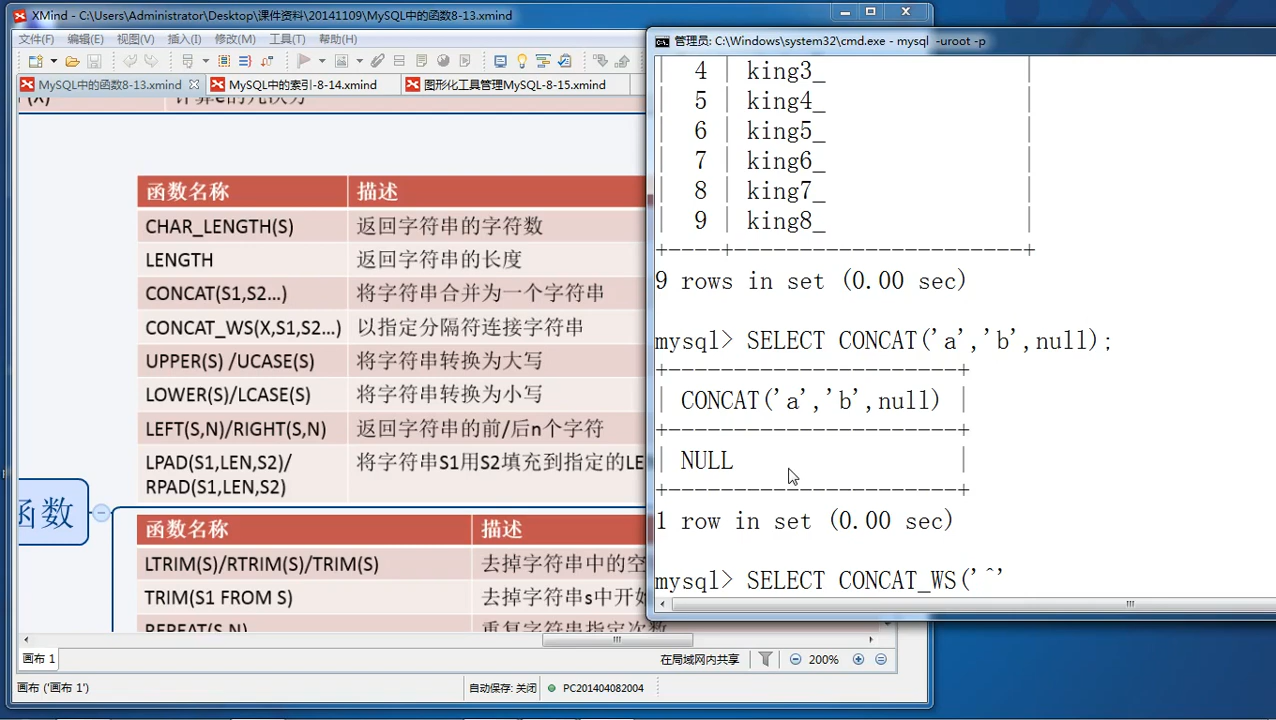 XMind - C:\Users\Administrator\Desktop\课件资料\20141109\MySQL中的函数8-13.xmind
文件(F) 编辑(E) 视图(V) 插入(I) 修改(M) 工具(T) 帮助(H)
MySQL中的函数8-13.xmind MySQL中的索引-8-14.xmind 图形化工具管理MySQL-8-15.xmind
函数名称 描述
CHAR_LENGTH(S) 返回字符串的字符数
LENGTH 返回字符串的长度
CONCAT(S1,S2...) 将字符串合并为一个字符串
CONCAT_WS(X,S1,S2...) 以指定分隔符连接字符串
UPPER(S) /UCASE(S) 将字符串转换为大写
LOWER(S)/LCASE(S) 将字符串转换为小写
LEFT(S,N)/RIGHT(S,N) 返回字符串的前/后n个字符
LPAD(S1,LEN,S2)/ 将字符串S1用S2填充到指定的LE
RPAD(S1,LEN,S2)
函数
函数名称 描述
LTRIM(S)/RTRIM(S)/TRIM(S) 去掉字符串中的空
TRIM(S1 FROM S) 去掉字符串s中开始
REPEAT(S,N) 重复字符串指定次数
画布 1
在局域网内共享 200%
画布 ('画布 1') 自动保存: 关闭 PC201404082004
管理员: C:\Windows\system32\cmd.exe - mysql -uroot -p
| 4 | king3_ |
| 5 | king4_ |
| 6 | king5_ |
| 7 | king6_ |
| 8 | king7_ |
| 9 | king8_ |
+----+-----------------------+
9 rows in set (0.00 sec)
mysql> SELECT CONCAT('a','b',null);
+----------------------+
| CONCAT('a','b',null) |
+----------------------+
| NULL |
+----------------------+
1 row in set (0.00 sec)
mysql> SELECT CONCAT_WS('^'